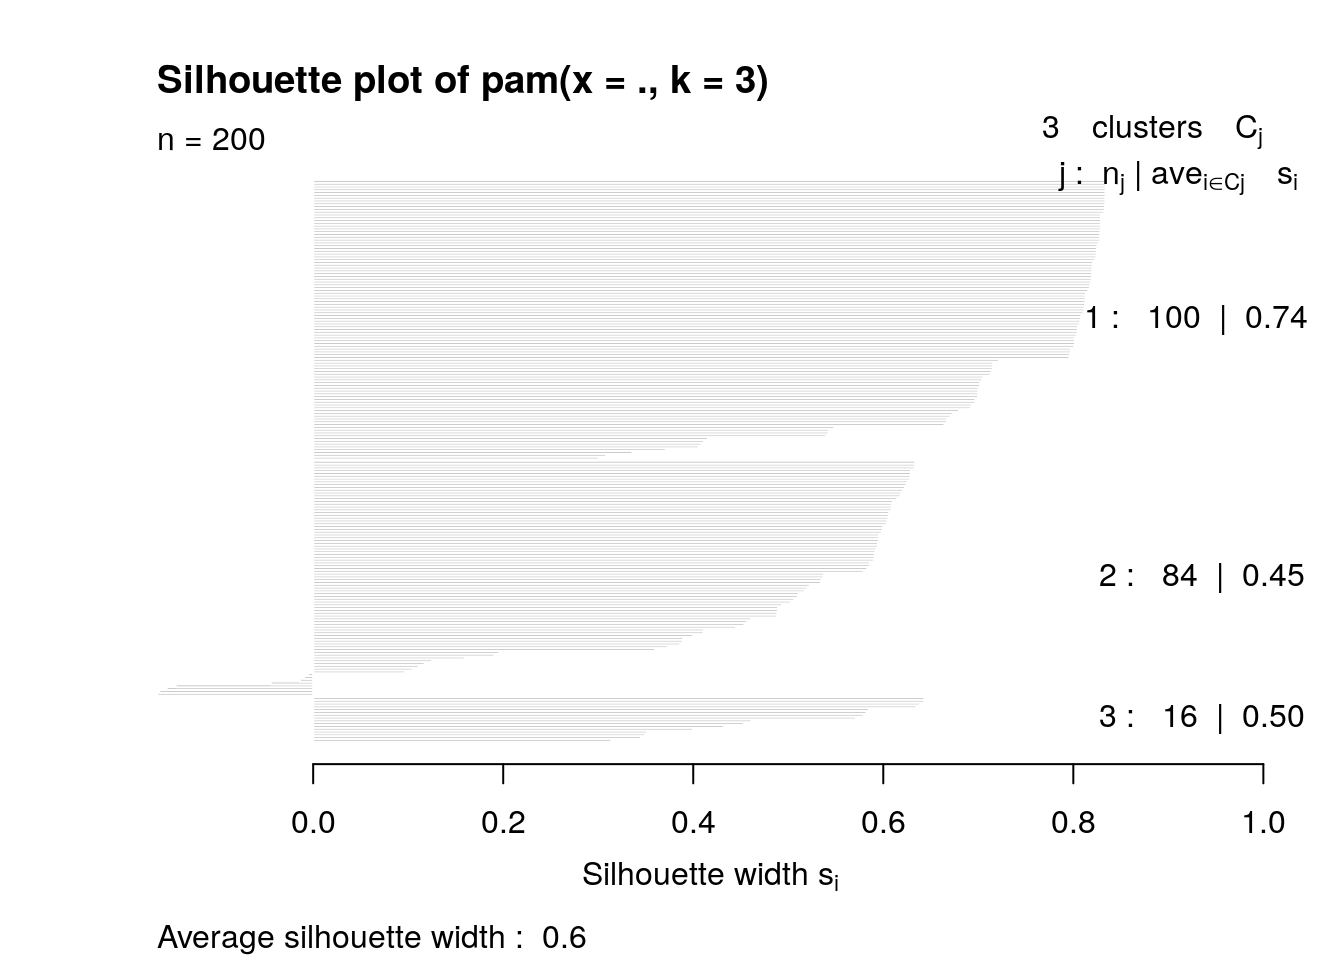 Silhouette plot of pam(x = ., k = 3)
n = 200
3 clusters Cj
j : nj | avei∈Cj si
1 : 100 | 0.74
2 : 84 | 0.45
3 : 16 | 0.50
0.0 0.2 0.4 0.6 0.8 1.0
Silhouette width si
Average silhouette width : 0.6